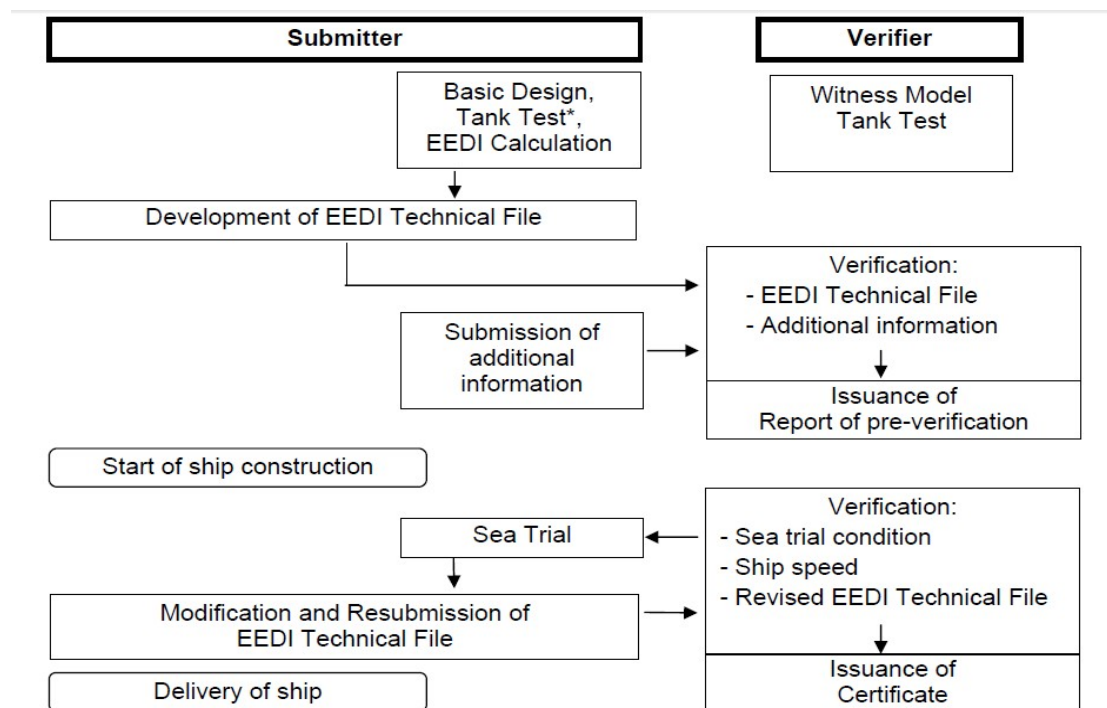 Submitter
Verifier
Basic Design,
Tank Test*,
EEDI Calculation
Witness Model
Tank Test
Development of EEDI Technical File
Verification:
- EEDI Technical File
- Additional information
Submission of
additional
information
Issuance of
Report of pre-verification
Start of ship construction
Verification:
- Sea trial condition
- Ship speed
- Revised EEDI Technical File
Sea Trial
Modification and Resubmission of
EEDI Technical File
Issuance of
Certificate
Delivery of ship